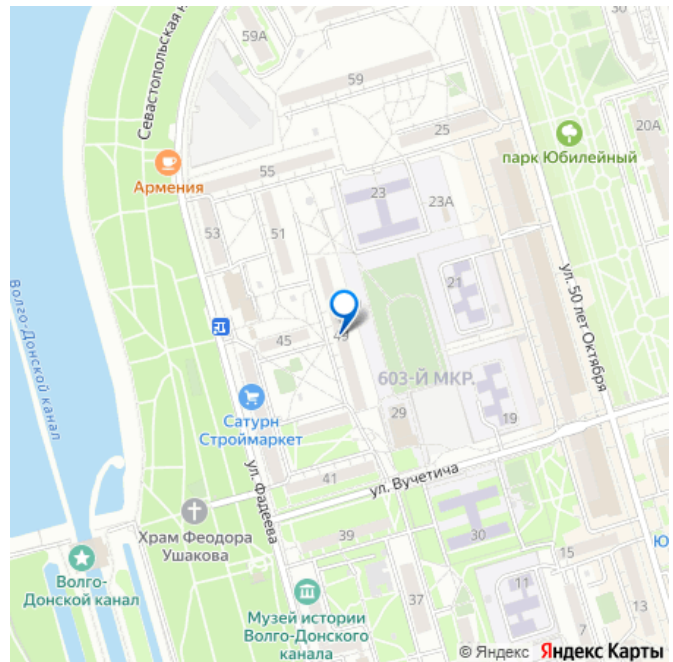 30
59А
Севастопольская н
59
20А
25
парк Юбилейный
Армения
55
23
23А
53
51
ул. 50 лет Октября
21
Волго-Донской канал
49
45
603-Й МКР.
Сатурн
Строймаркет
29
19
ул. Фадеева
41
ул. Вучетича
Храм Феодора
Ушакова
39
30
15
Ю
Волго-
Донской канал
11
37
13
Музей истории
Волго-Донского
канала
7
© Яндекс Яндекс Карты